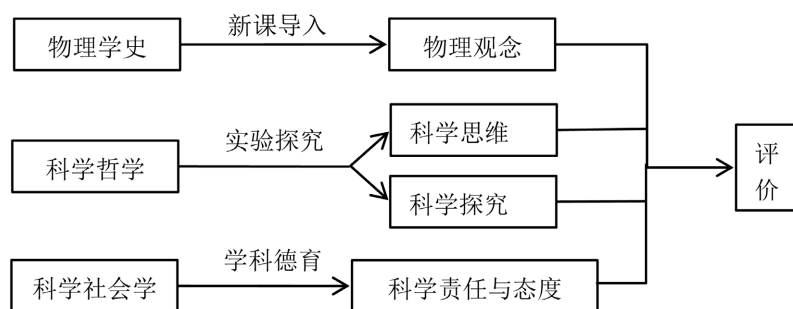 物理学史
新课导入
物理观念
科学哲学
实验探究
科学思维
科学探究
科学社会学
学科德育
科学责任与态度
评
价